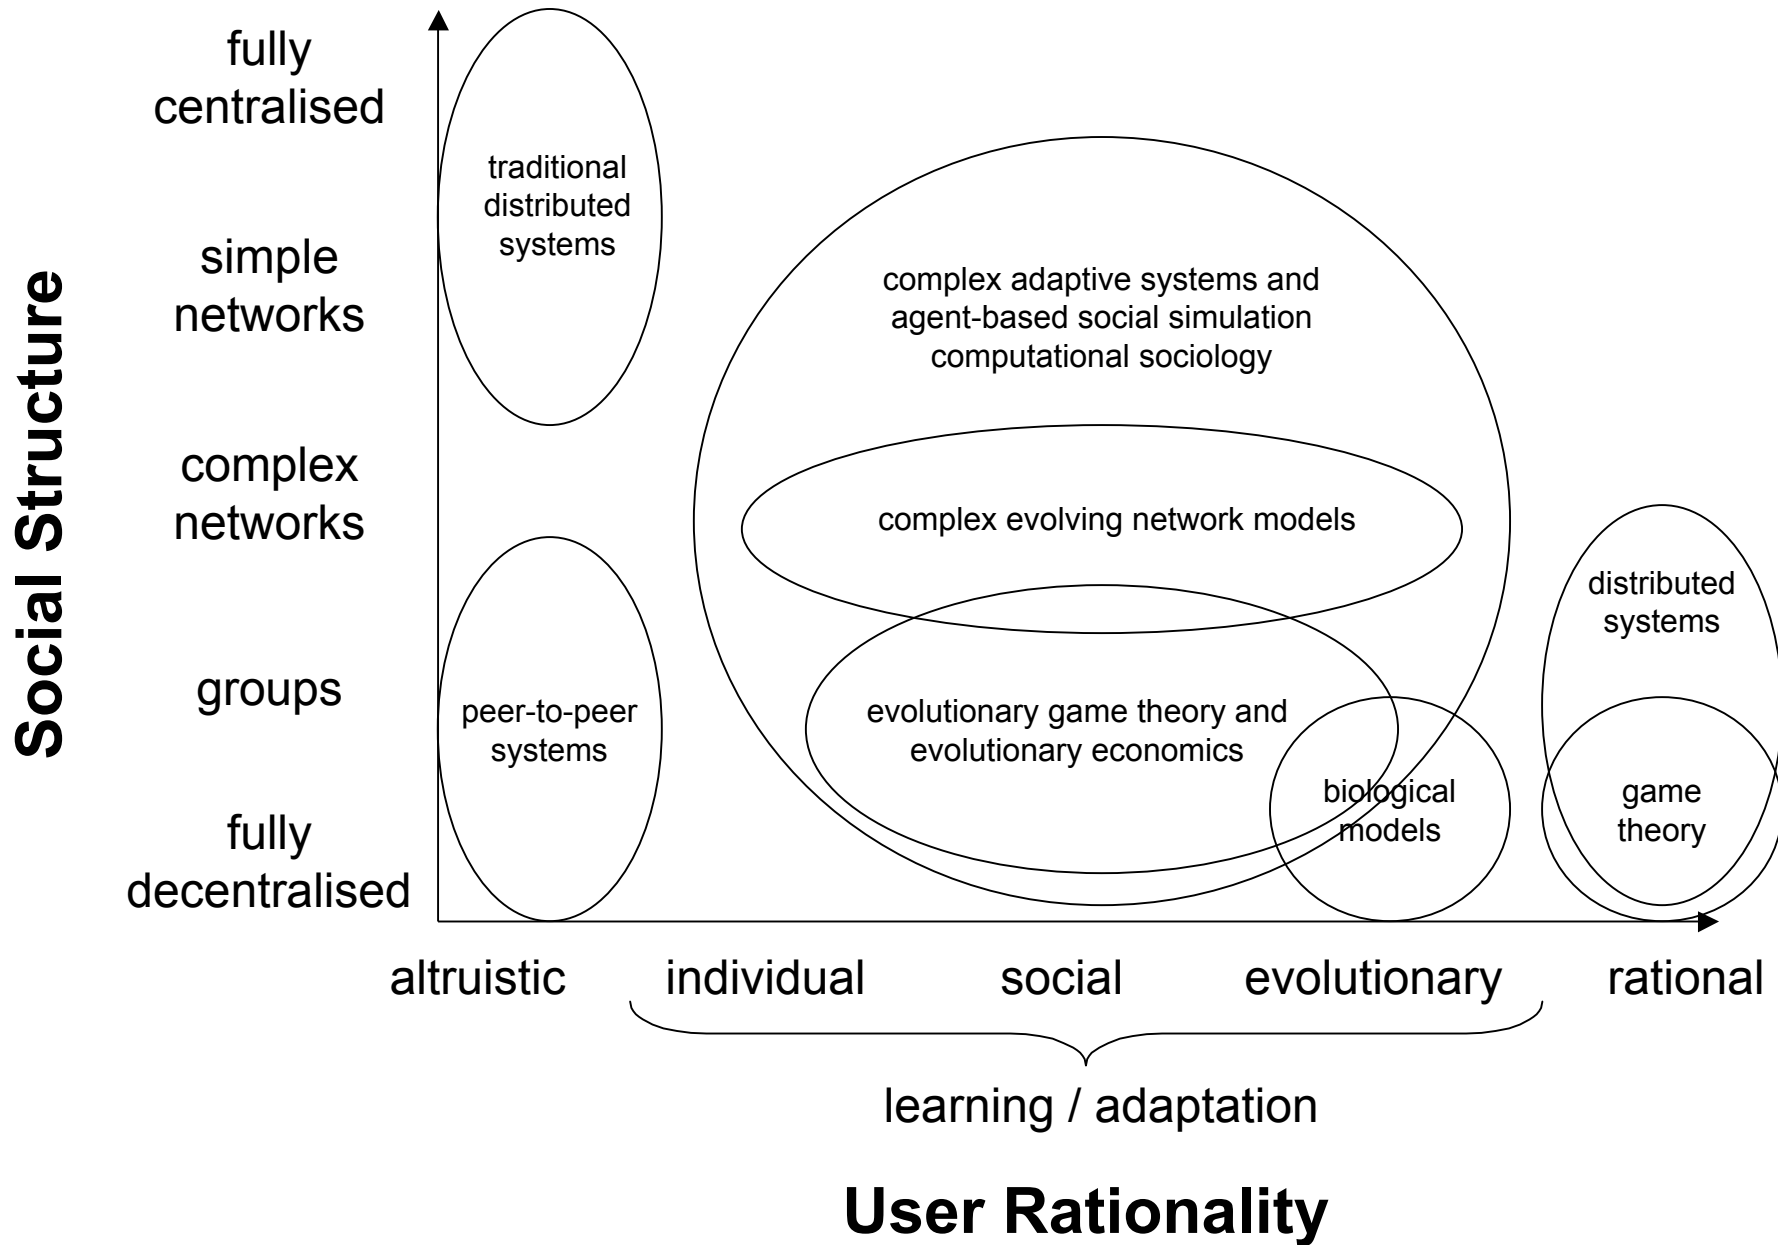 Social Structure
fully
centralised
simple
networks
complex
networks
groups
fully
decentralised
traditional
distributed
systems
peer-to-peer
systems
complex adaptive systems and
agent-based social simulation
computational sociology
complex evolving network models
evolutionary game theory and
evolutionary economics
biological
models
distributed
systems
game
theory
altruistic
individual
social
evolutionary
rational
learning / adaptation
User Rationality